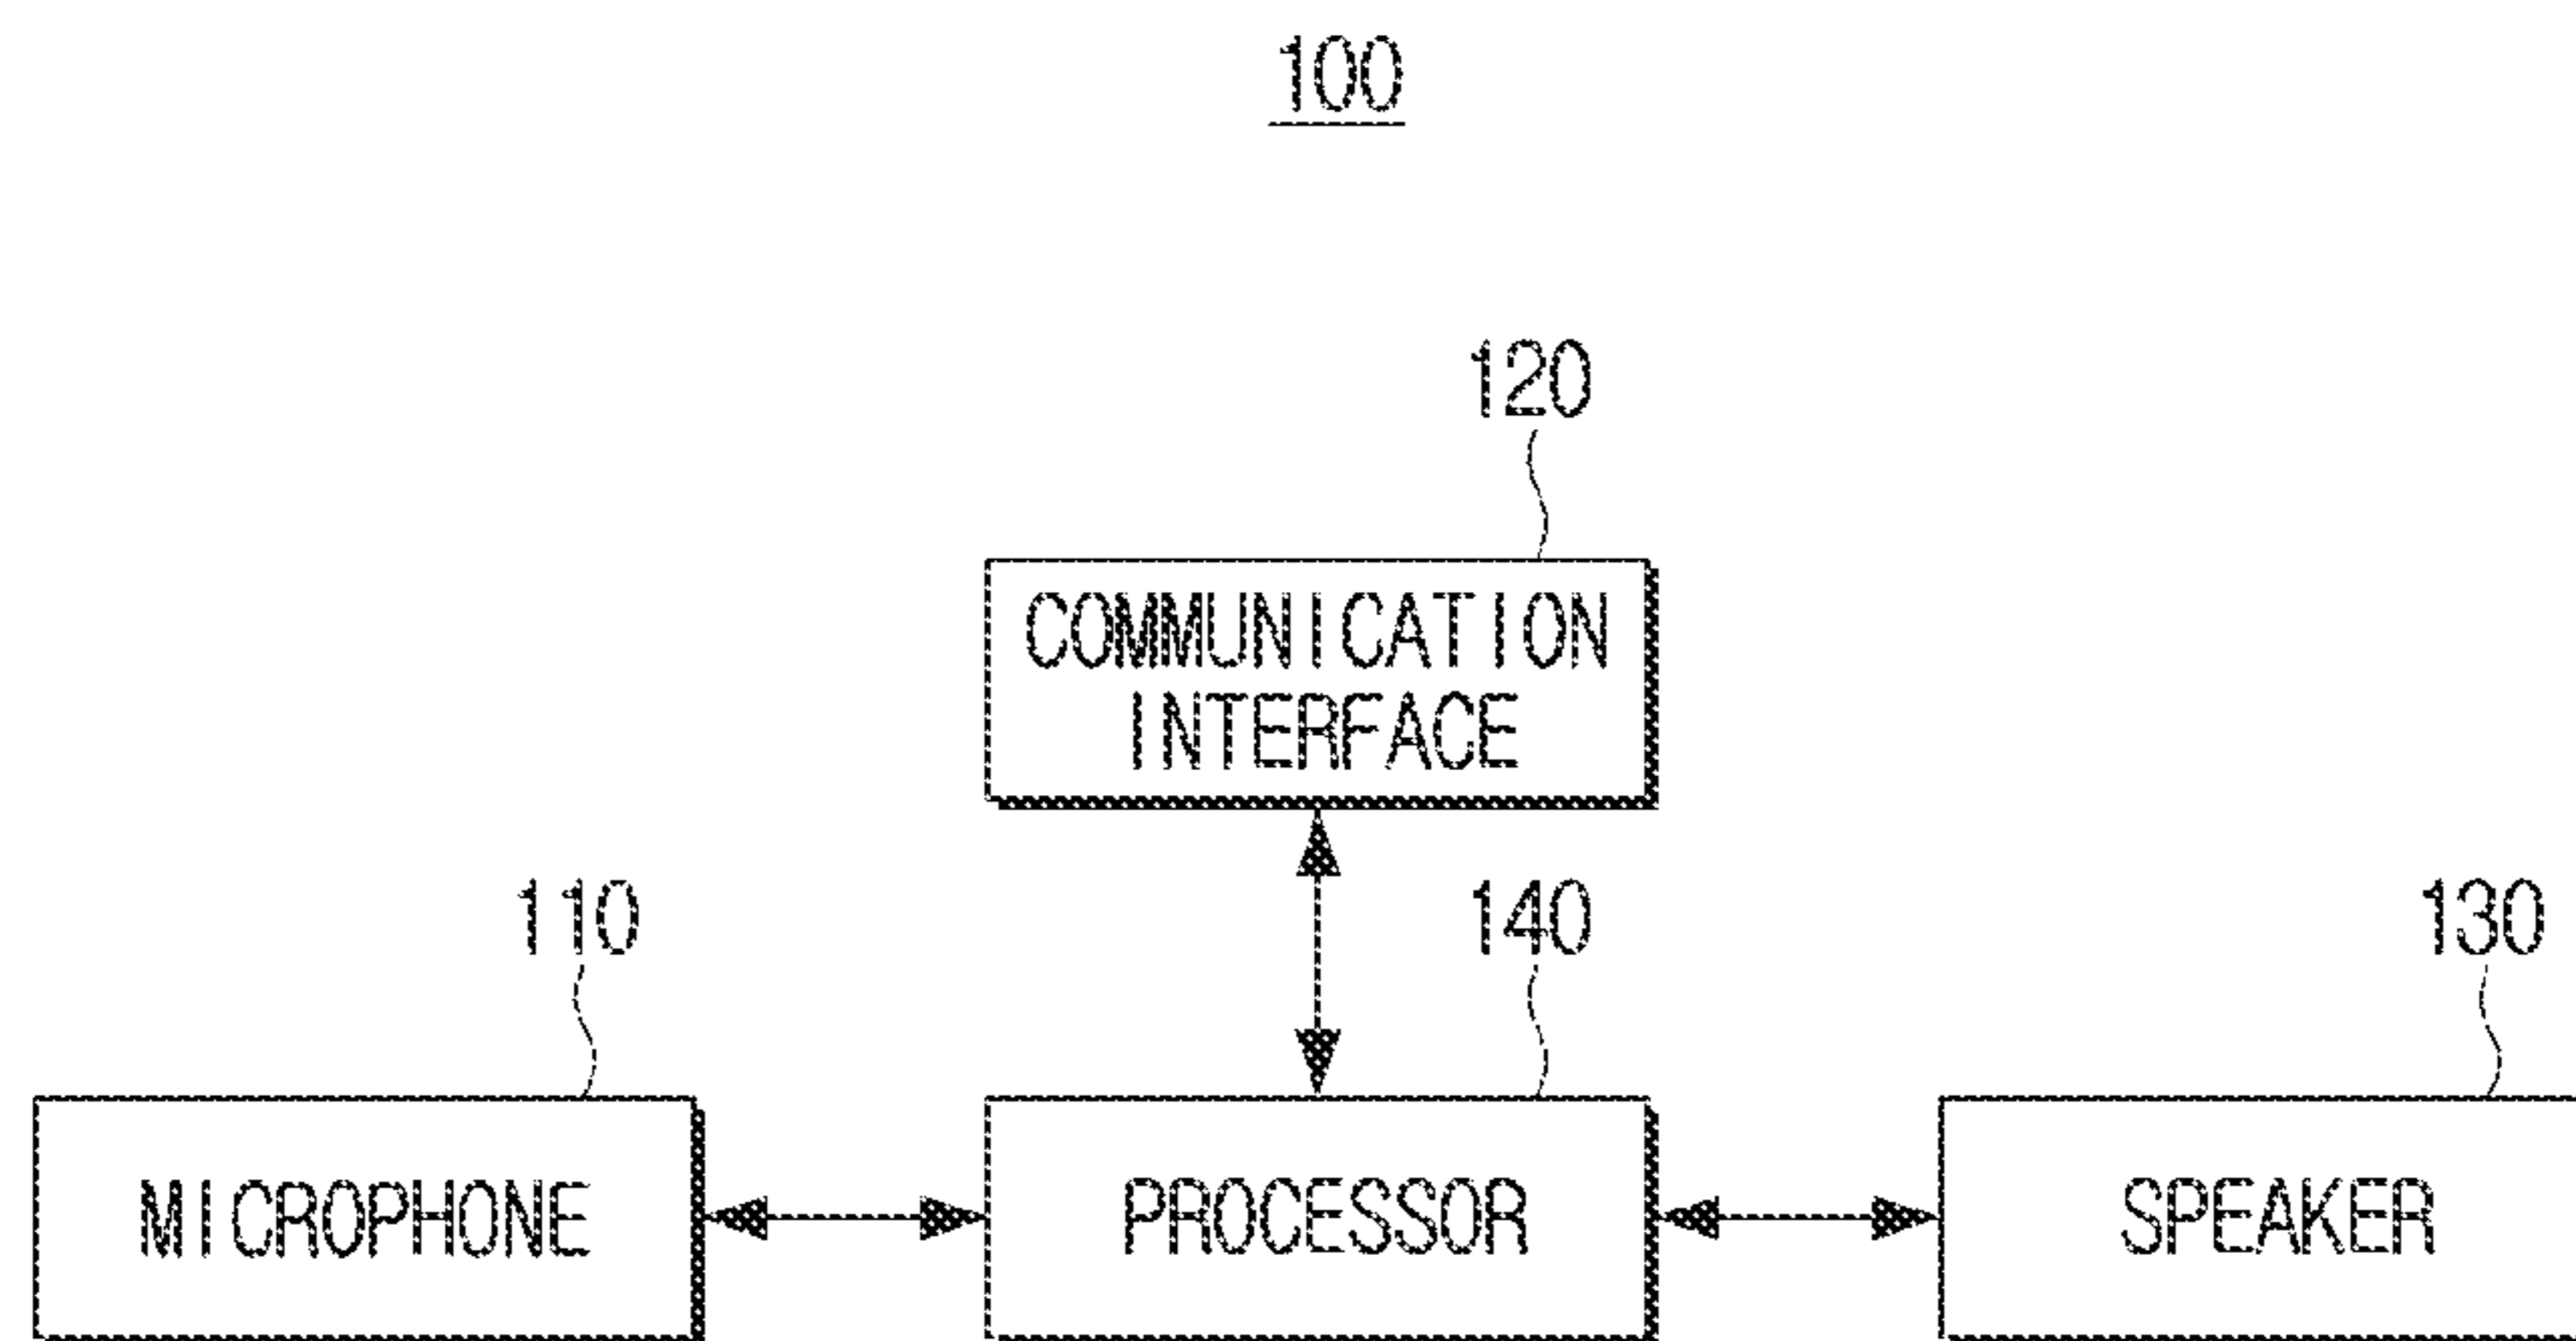 100
120
COMMUNICATION
INTERFACE
110
140
130
MICROPHONE
PROCESSOR
SPEAKER